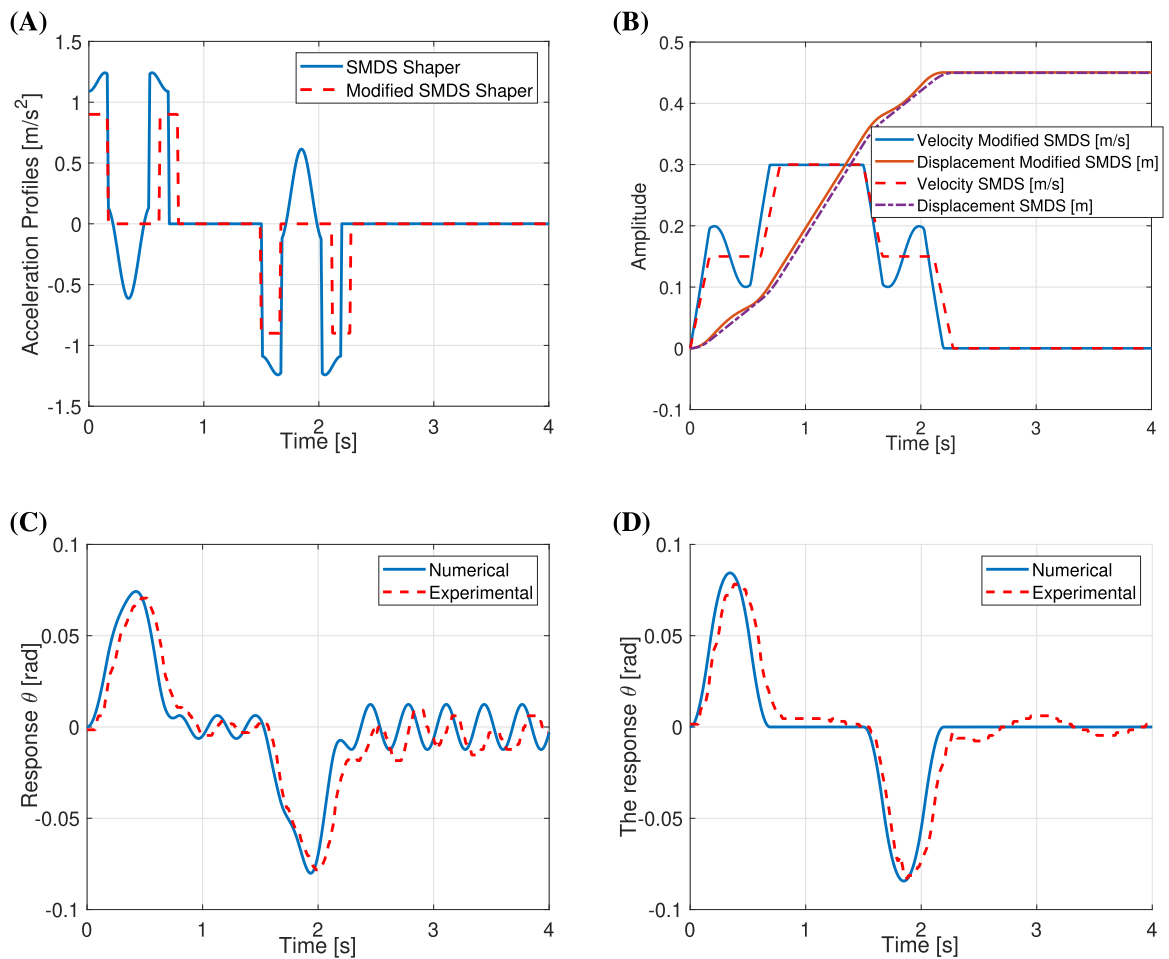 (A)
1.5
1
0.5
0
-0.5
-1
-1.5
Acceleration Profiles [m/s2]
SMDS Shaper
Modified SMDS Shaper
0
1
2
3
4
Time [s]
(B)
0.5
0.4
0.3
0.2
0.1
0
-0.1
Amplitude
Velocity Modified SMDS [m/s]
Displacement Modified SMDS [m]
Velocity SMDS [m/s]
Displacement SMDS [m]
0
1
2
3
4
Time [s]
(C)
0.1
0.05
0
-0.05
-0.1
Response θ [rad]
Numerical
Experimental
0
1
2
3
4
Time [s]
(D)
0.1
0.05
0
-0.05
-0.1
The response θ [rad]
Numerical
Experimental
0
1
2
3
4
Time [s]